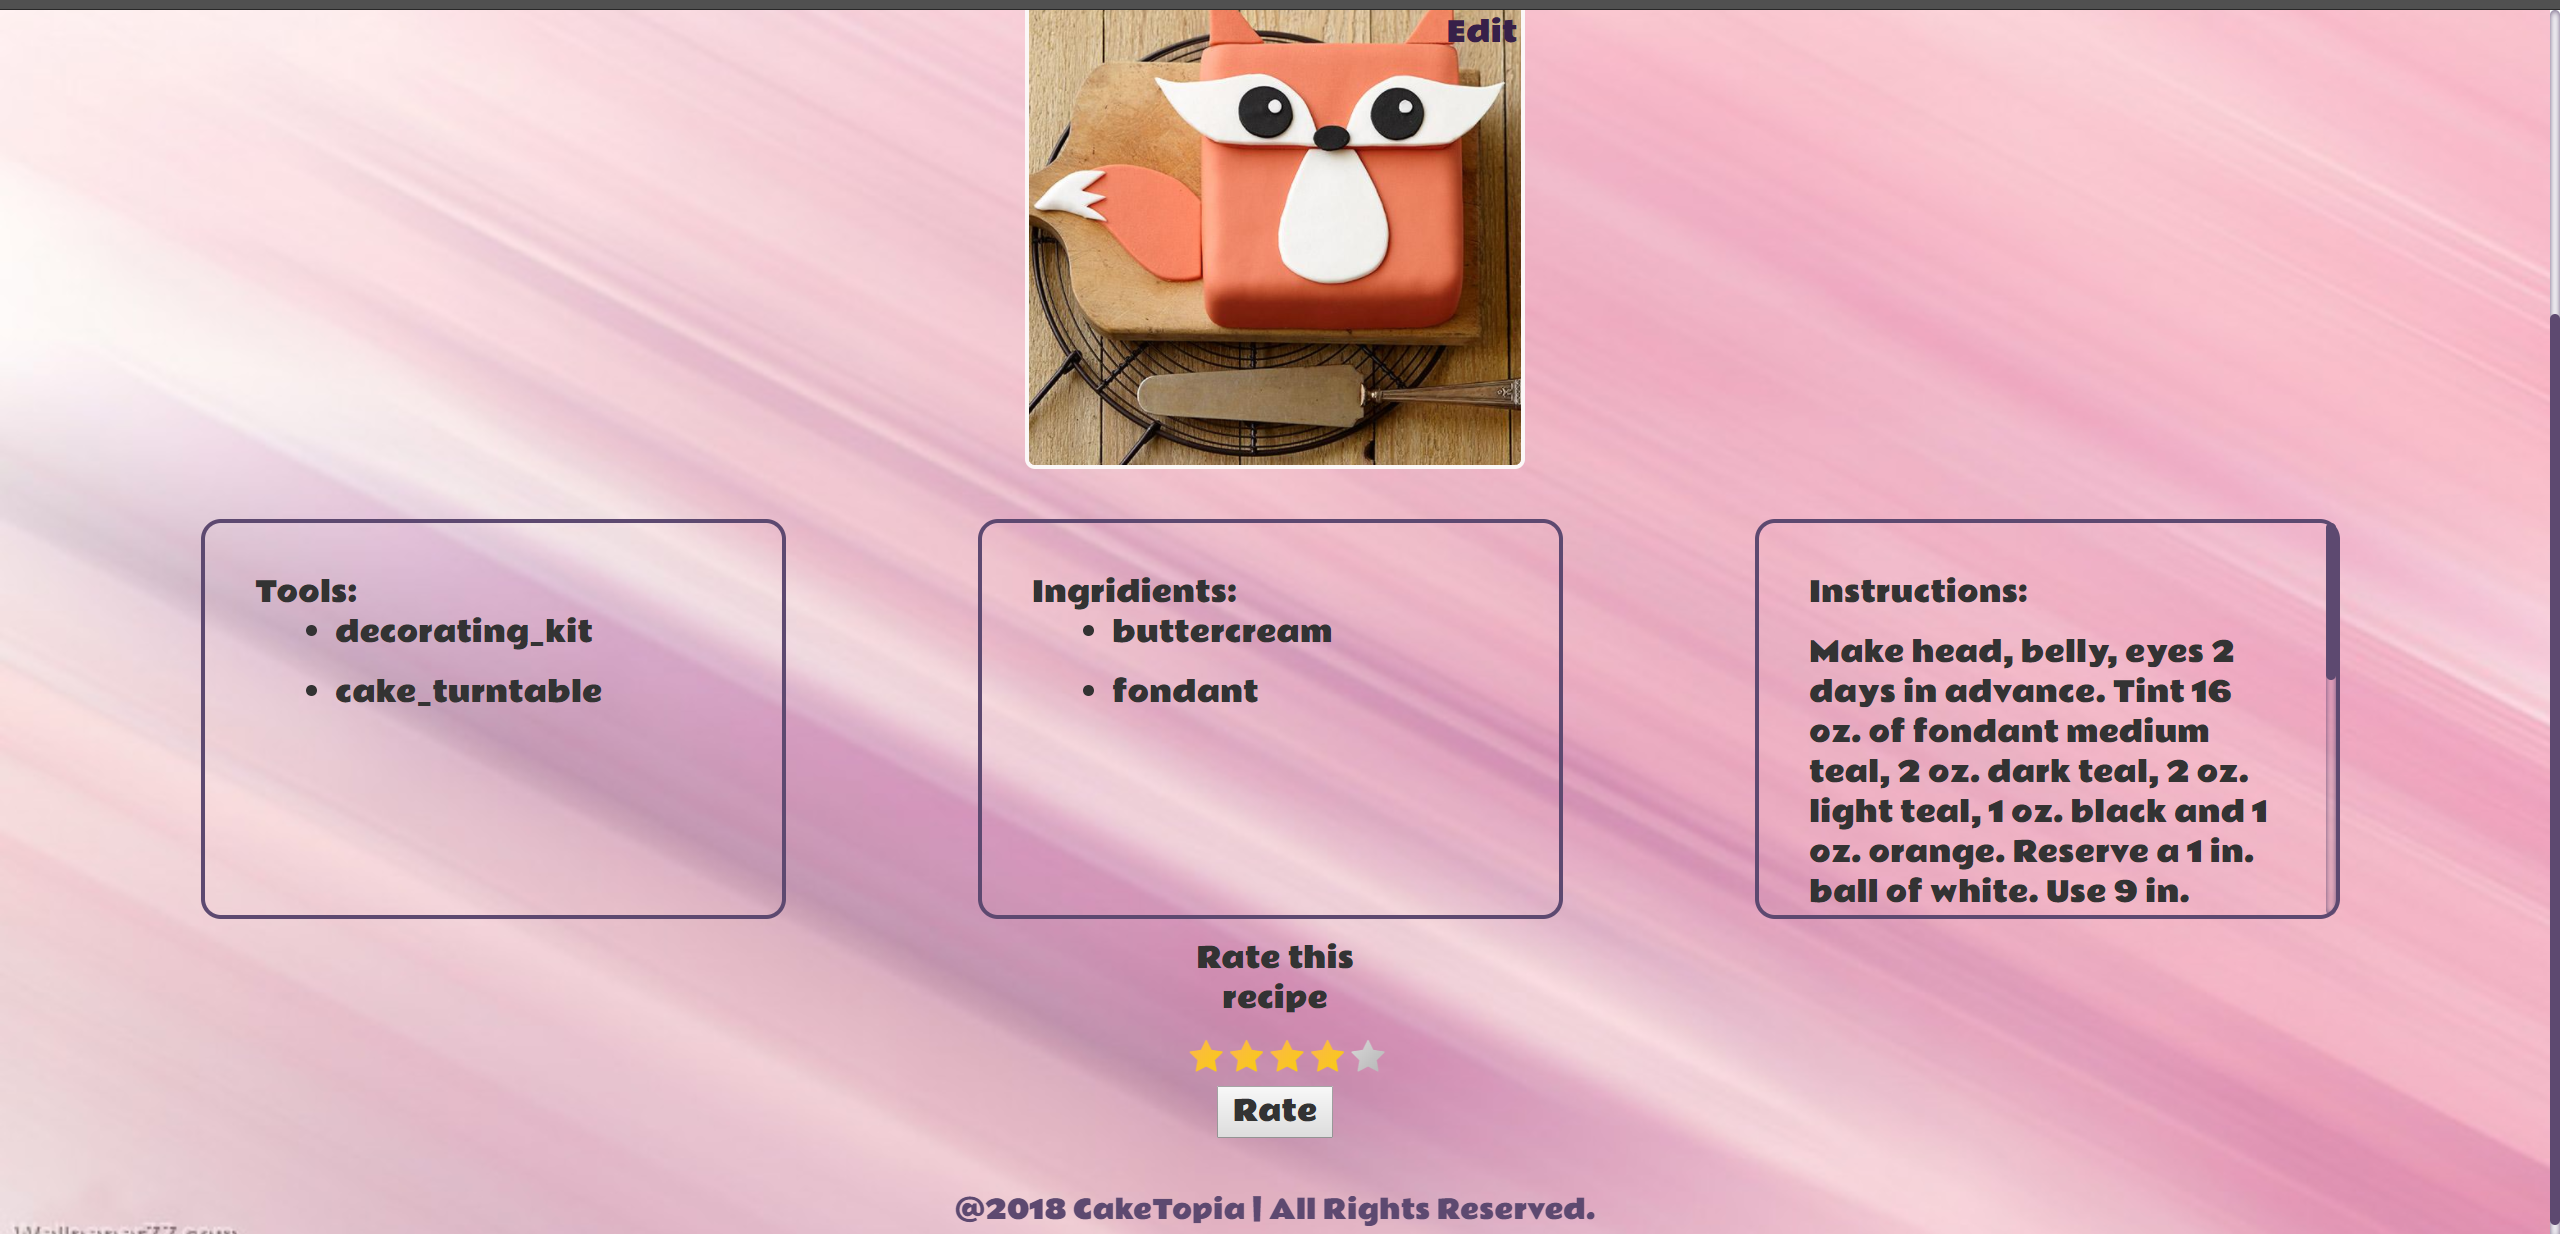 Edit
Tools:
decorating_kit
cake_turntable
Ingridients:
buttercream
fondant
Instructions:
Make head, belly, eyes 2
days in advance. Tint 16
oz. of fondant medium
teal, 2 oz. dark teal, 2 oz.
light teal, 1 oz. black and 1
oz. orange. Reserve a 1 in.
ball of white. Use 9 in.
Rate this
recipe
Rate
@2018 CakeTopia | All Rights Reserved.